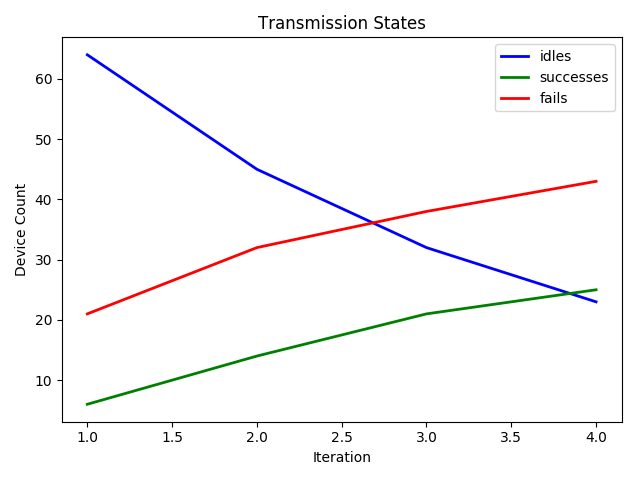 Transmission States
idles
successes
fails
60
50
40
30
20
10
Device Count
1.0 1.5 2.0 2.5 3.0 3.5 4.0
Iteration